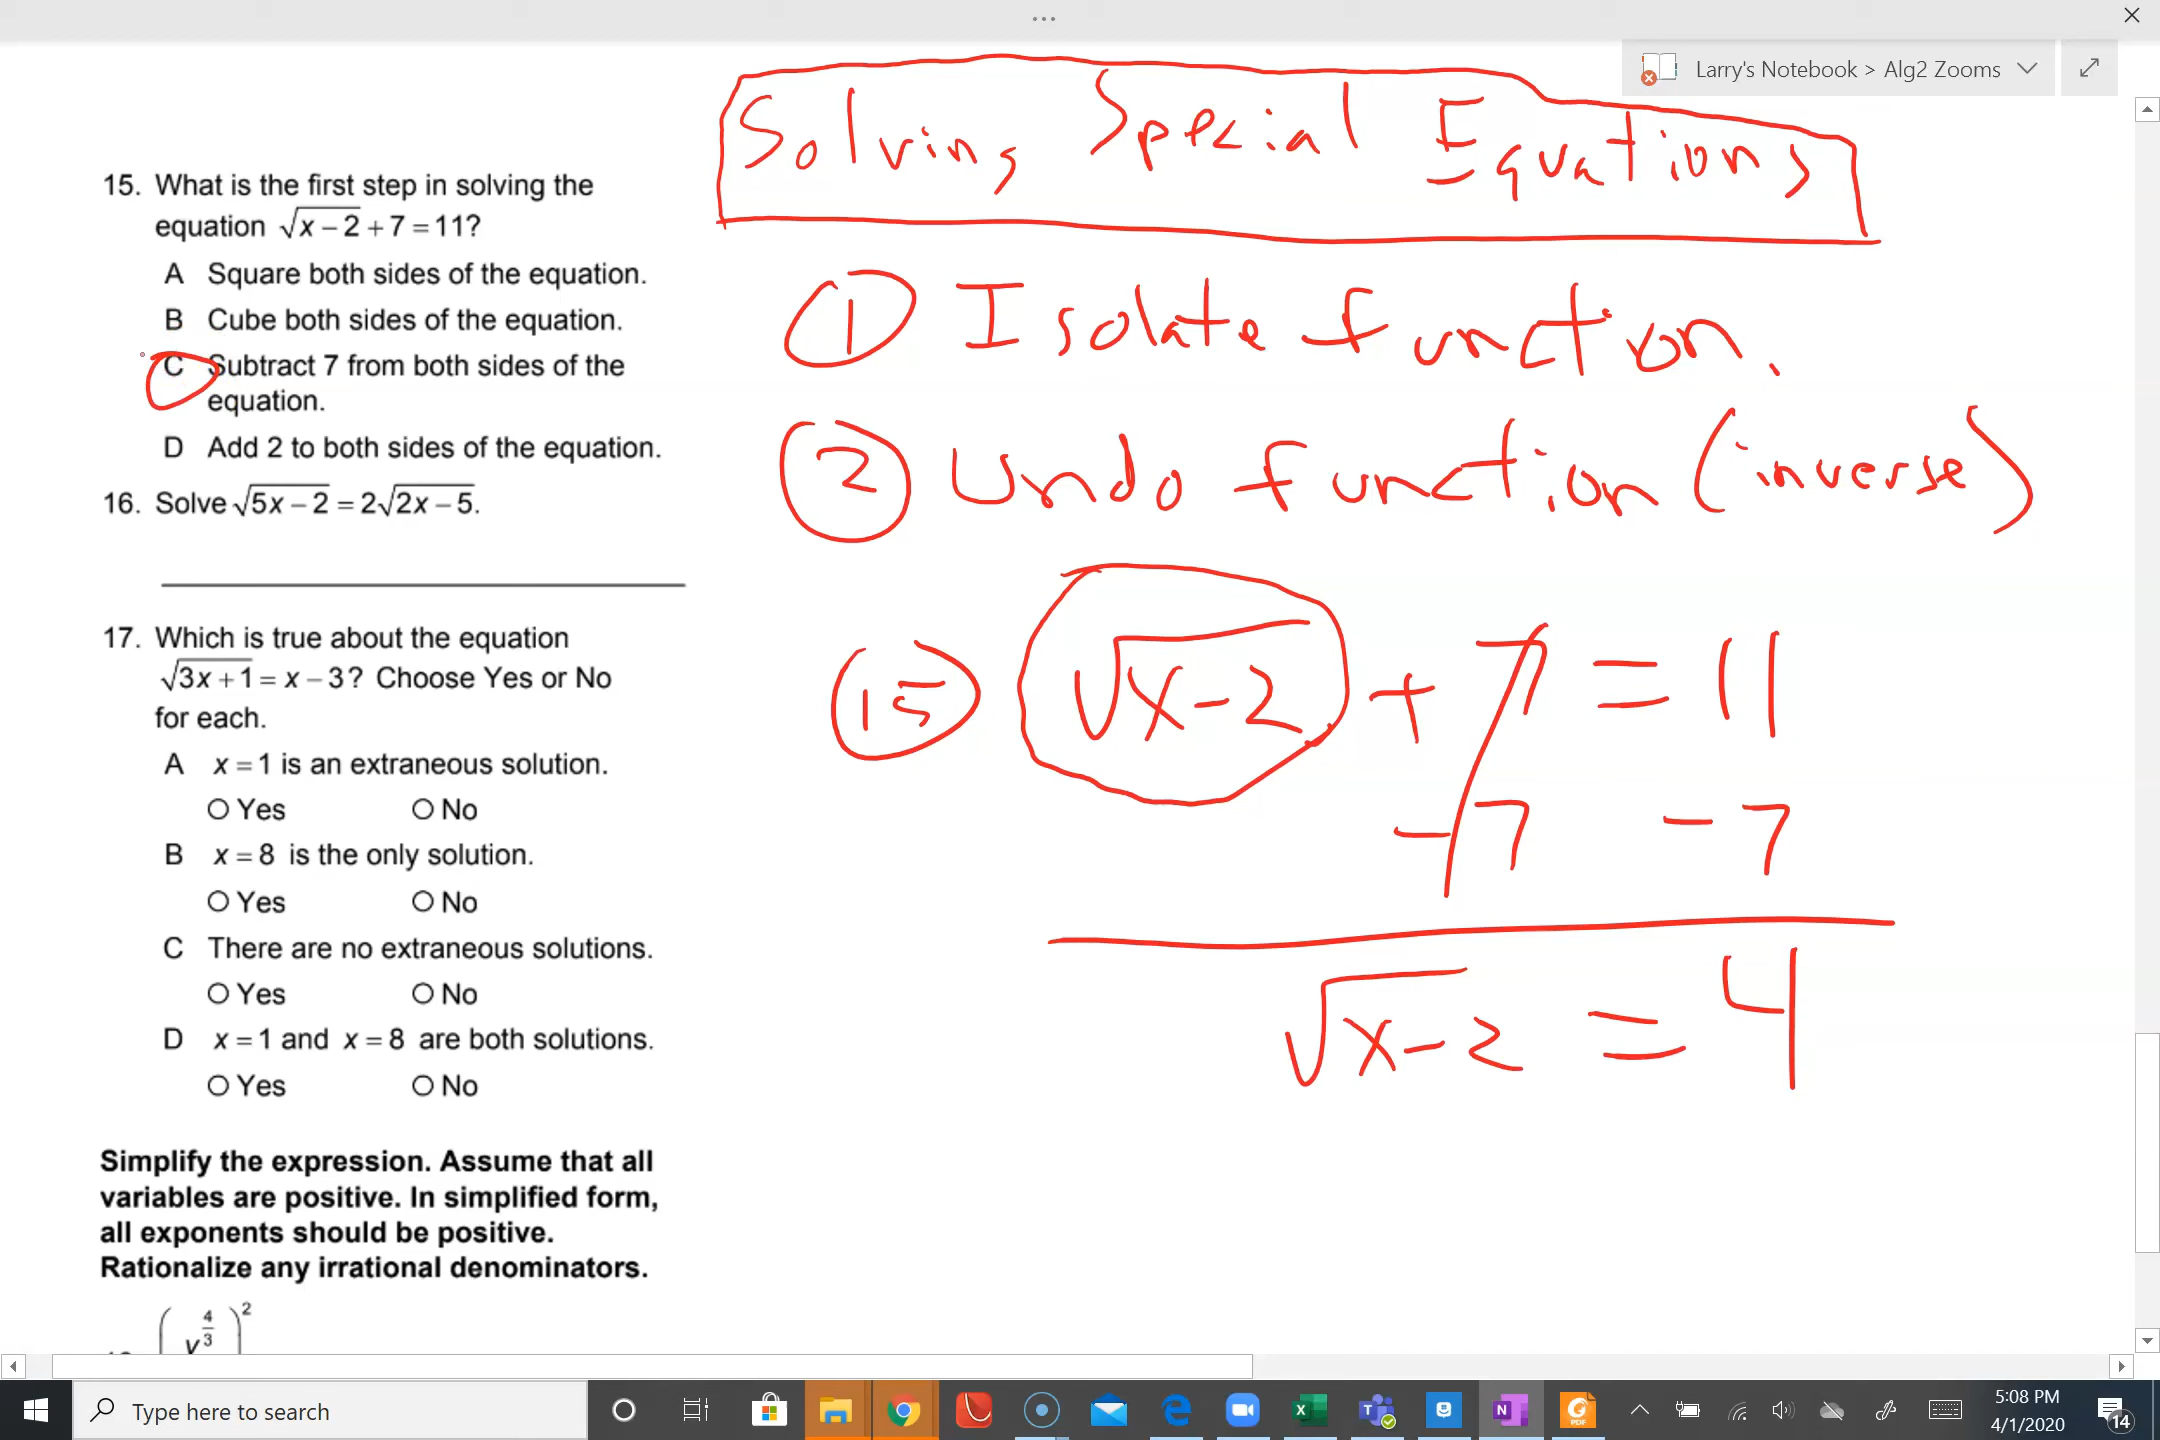 Larry's Notebook > Alg2 Zooms
Solving Special Equations
15. What is the first step in solving the
equation √x – 2 + 7 = 11?
A Square both sides of the equation.
B Cube both sides of the equation.
C Subtract 7 from both sides of the
equation.
D Add 2 to both sides of the equation.
16. Solve √5x – 2 = 2√2x – 5.
17. Which is true about the equation
√3x + 1 = x – 3? Choose Yes or No
for each.
A x = 1 is an extraneous solution.
Yes No
B x = 8 is the only solution.
Yes No
C There are no extraneous solutions.
Yes No
D x = 1 and x = 8 are both solutions.
Yes No
Simplify the expression. Assume that all
variables are positive. In simplified form,
all exponents should be positive.
Rationalize any irrational denominators.
1 Isolate function.
2 Undo function (inverse)
15 √x-2 + 7 = 11
-7 -7
√x-2 = 4
Type here to search
5:08 PM
4/1/2020
14